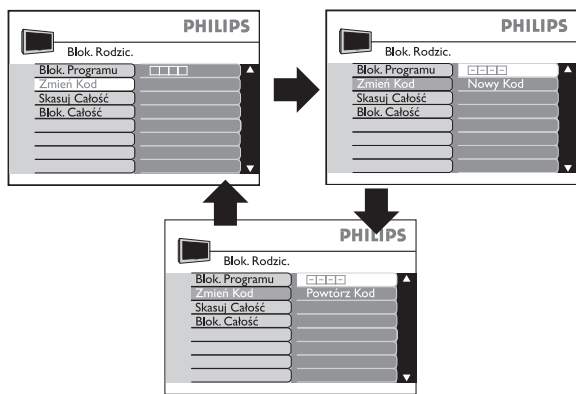 PHILIPS
Blok. Rodzic.
Blok. Programu
Zmień Kod
Skasuj Całość
Blok. Całość
PHILIPS
Blok. Rodzic.
Blok. Programu - - - -
Zmień Kod Nowy Kod
Skasuj Całość
Blok. Całość
PHILIPS
Blok. Rodzic.
Blok. Programu - - - -
Zmień Kod Powtórz Kod
Skasuj Całość
Blok. Całość